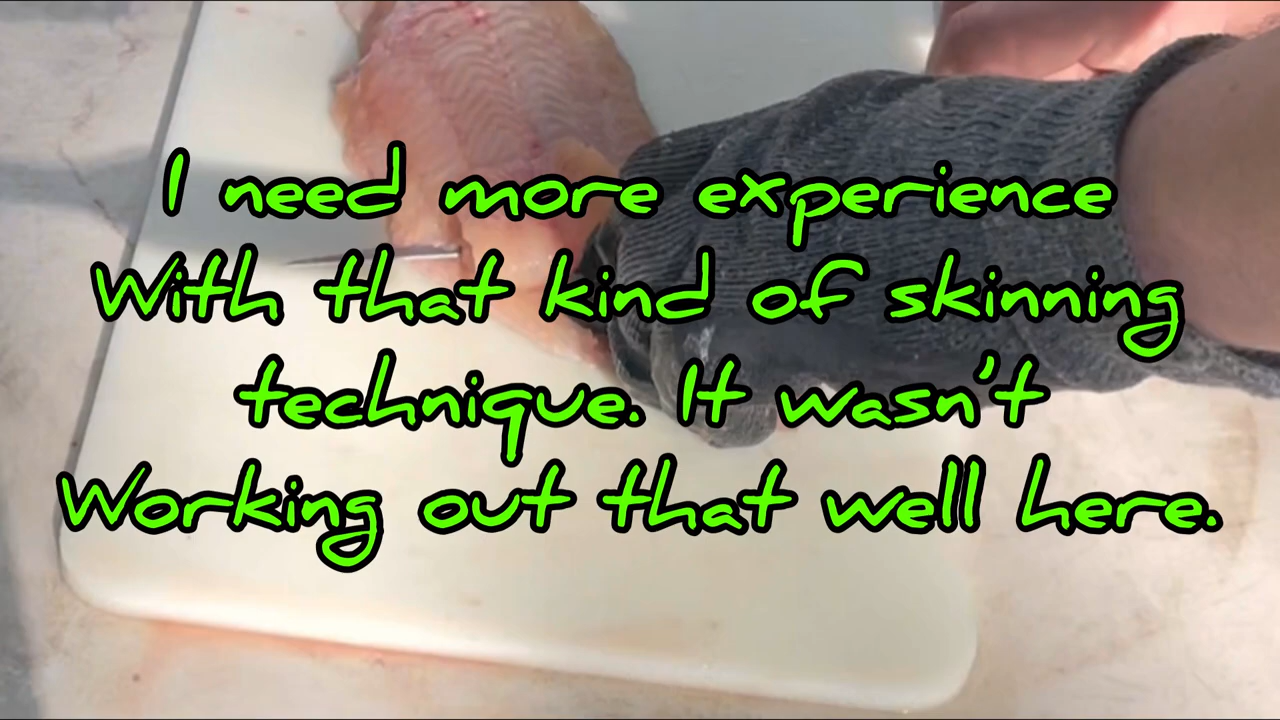 I need more experience
With that kind of skinning
technique. It wasn't
Working out that well here.